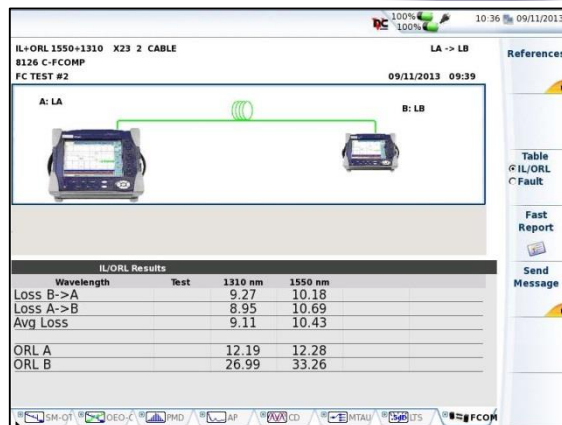 100%
100%
10:36 09/11/2013
IL+ORL 1550+1310 X23 2 CABLE LA -> LB
8126 C-FCOMP
FC TEST #2 09/11/2013 09:39
A: LA
B: LB
IL/ORL Results
Wavelength Test 1310 nm 1550 nm
Loss B->A 9.27 10.18
Loss A->B 8.95 10.69
Avg Loss 9.11 10.43
ORL A 12.19 12.28
ORL B 26.99 33.26
References
Table
IL/ORL
Fault
Fast
Report
Send
Message
SM-OT OEO-C PMD AP CD MTAU LTS FCOM